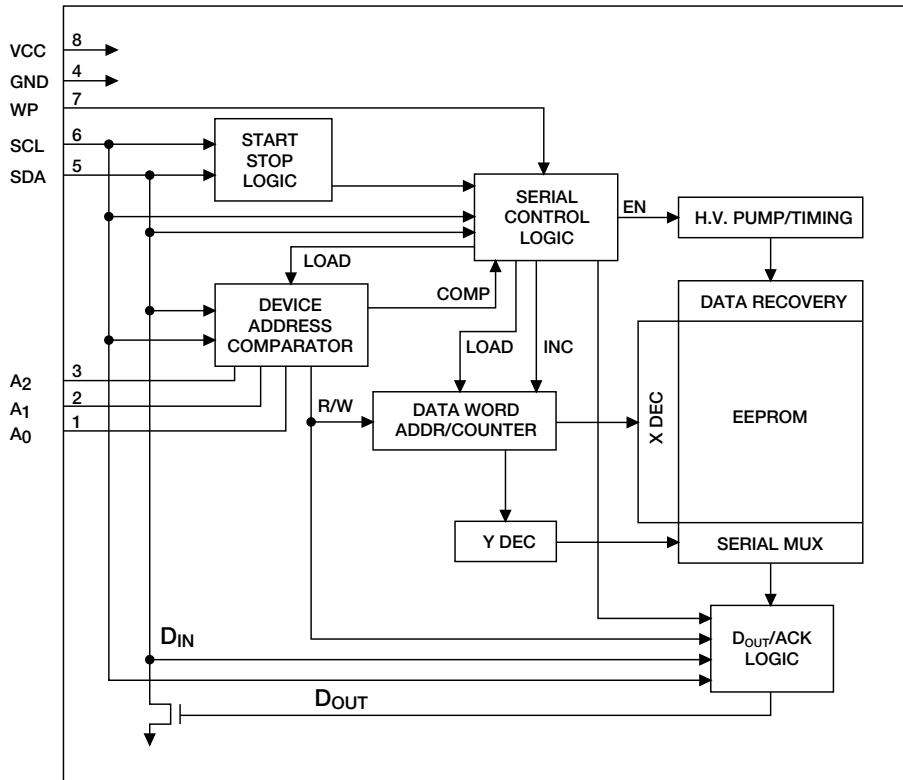 VCC 8
GND 4
WP 7
SCL 6
SDA 5
START
STOP
LOGIC
SERIAL
CONTROL
LOGIC
EN
H.V. PUMP/TIMING
LOAD
COMP
DEVICE
ADDRESS
COMPARATOR
LOAD
INC
DATA RECOVERY
A2 3
A1 2
A0 1
R/W
DATA WORD
ADDR/COUNTER
X DEC
EEPROM
Y DEC
SERIAL MUX
DIN
DOUT/ACK
LOGIC
DOUT